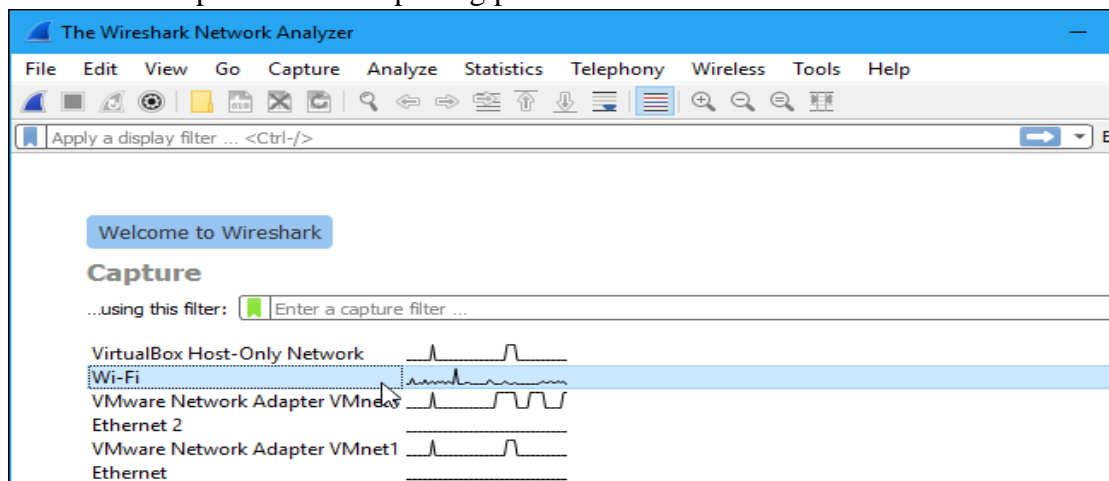 The Wireshark Network Analyzer
File Edit View Go Capture Analyze Statistics Telephony Wireless Tools Help
Apply a display filter ... <Ctrl-/>
Welcome to Wireshark
Capture
...using this filter: Enter a capture filter ...
VirtualBox Host-Only Network
Wi-Fi
VMware Network Adapter
Ethernet 2
VMware Network Adapter VMnet1
Ethernet